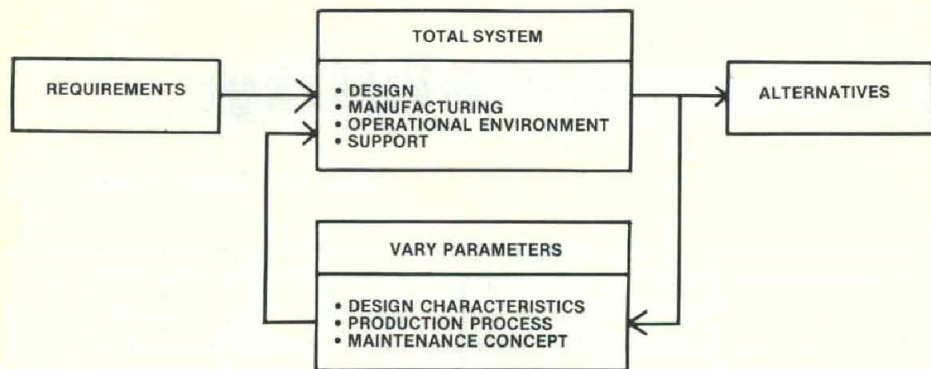 REQUIREMENTS
TOTAL SYSTEM
• DESIGN
• MANUFACTURING
• OPERATIONAL ENVIRONMENT
• SUPPORT
ALTERNATIVES
VARY PARAMETERS
• DESIGN CHARACTERISTICS
• PRODUCTION PROCESS
• MAINTENANCE CONCEPT